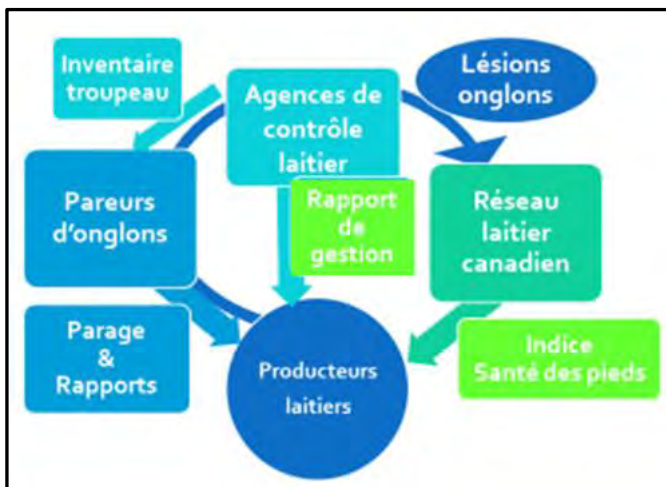 Inventaire
troupeau
Agences de
contrôle
laitier
Lésions
onglons
Pareurs
d'onglons
Rapport
de
gestion
Réseau
laitier
canadien
Parage
&
Rapports
Producteurs
laitiers
Indice
Santé des pieds